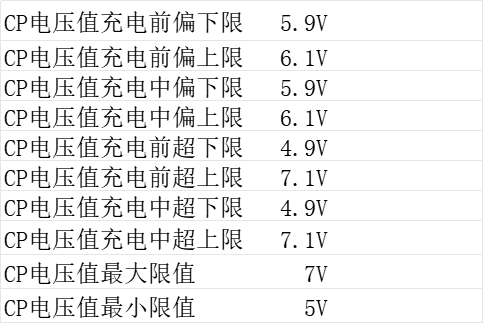 CP电压值充电前偏下限 5.9V
CP电压值充电前偏上限 6.1V
CP电压值充电中偏下限 5.9V
CP电压值充电中偏上限 6.1V
CP电压值充电前超下限 4.9V
CP电压值充电前超上限 7.1V
CP电压值充电中超下限 4.9V
CP电压值充电中超上限 7.1V
CP电压值最大限值 7V
CP电压值最小限值 5V